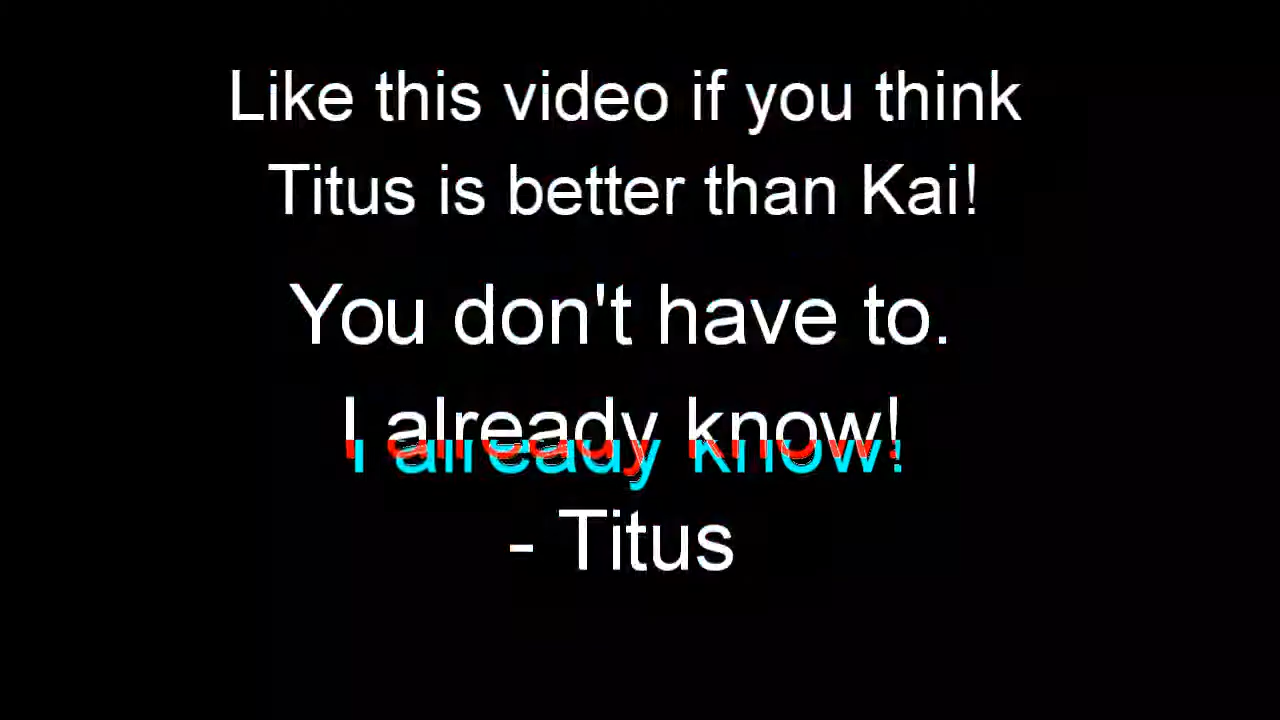 Like this video if you think
Titus is better than Kai!
You don't have to.
I already know!
- Titus